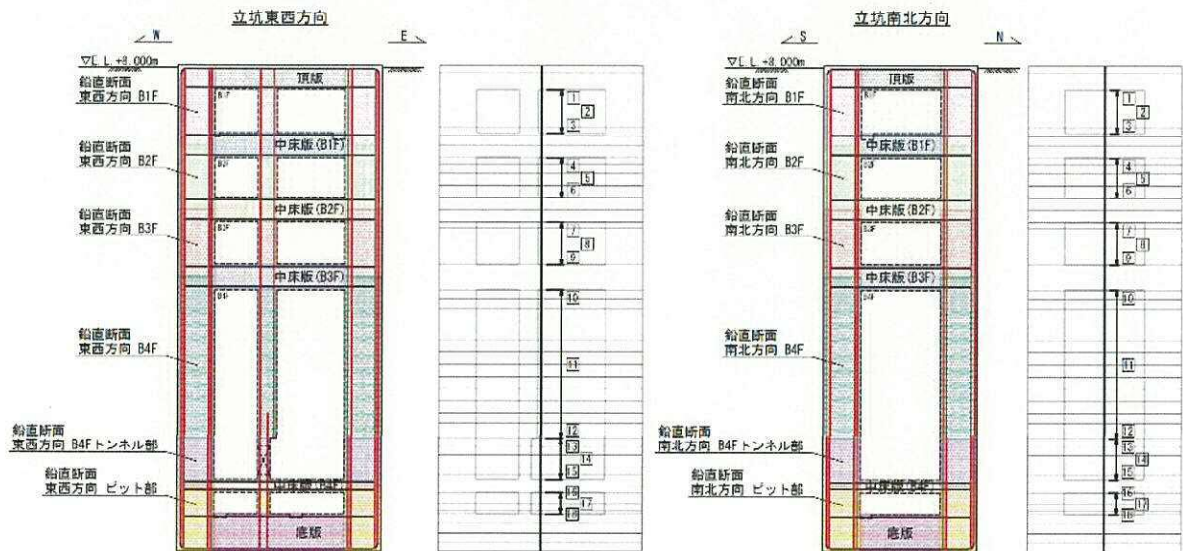 立坑東西方向
W
E
▽E.L.+8.000m
頂版
鉛直断面
東西方向 B1F
B1F
中床版(B1F)
鉛直断面
東西方向 B2F
B2F
中床版(B2F)
鉛直断面
東西方向 B3F
B3F
中床版(B3F)
B4F
鉛直断面
東西方向 B4F
鉛直断面
東西方向 B4Fトンネル部
中床版(B4F)
鉛直断面
東西方向 ピット部
底版
1
2
3
4
5
6
7
8
9
10
11
12
13
14
15
16
17
18
立坑南北方向
S
N
▽E.L.+8.000m
頂版
鉛直断面
南北方向 B1F
B1F
中床版(B1F)
鉛直断面
南北方向 B2F
B2F
中床版(B2F)
鉛直断面
南北方向 B3F
B3F
中床版(B3F)
B4F
鉛直断面
南北方向 B4F
鉛直断面
南北方向 B4Fトンネル部
中床版(B4F)
鉛直断面
南北方向 ピット部
底版
1
2
3
4
5
6
7
8
9
10
11
12
13
14
15
16
17
18